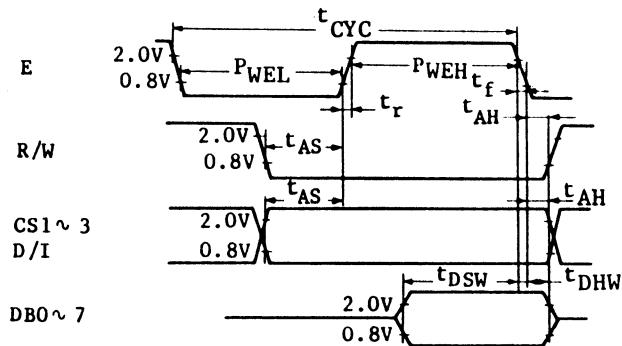 tCYC
E
2.0V
0.8V
PWEL
PWEH
tr
tf
tAH
R/W
2.0V
0.8V
tAS
tAS
tAH
CS1~3
D/I
2.0V
0.8V
tDSW
tDHW
DB0~7
2.0V
0.8V